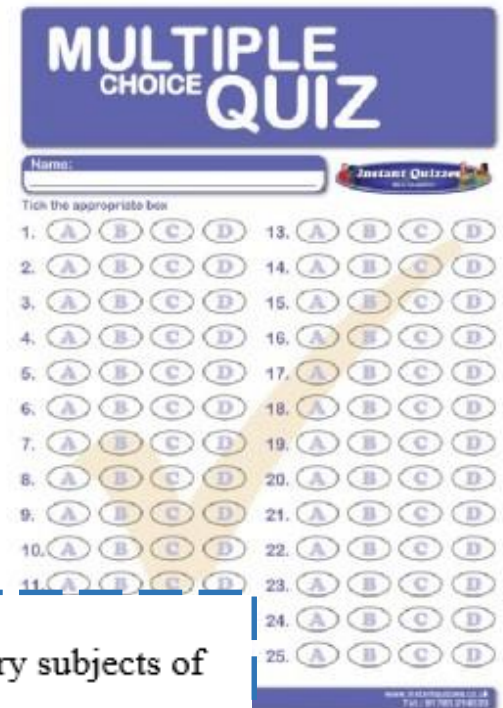 MULTIPLE
CHOICE QUIZ
Name:
Instant Quizzes
Tick the appropriate box
1. A B C D 13. A B C D
2. A B C D 14. A B C D
3. A B C D 15. A B C D
4. A B C D 16. A B C D
5. A B C D 17. A B C D
6. A B C D 18. A B C D
7. A B C D 19. A B C D
8. A B C D 20. A B C D
9. A B C D 21. A B C D
10. A B C D 22. A B C D
11. A B C D 23. A B C D
24. A B C D
ry subjects of
25. A B C D